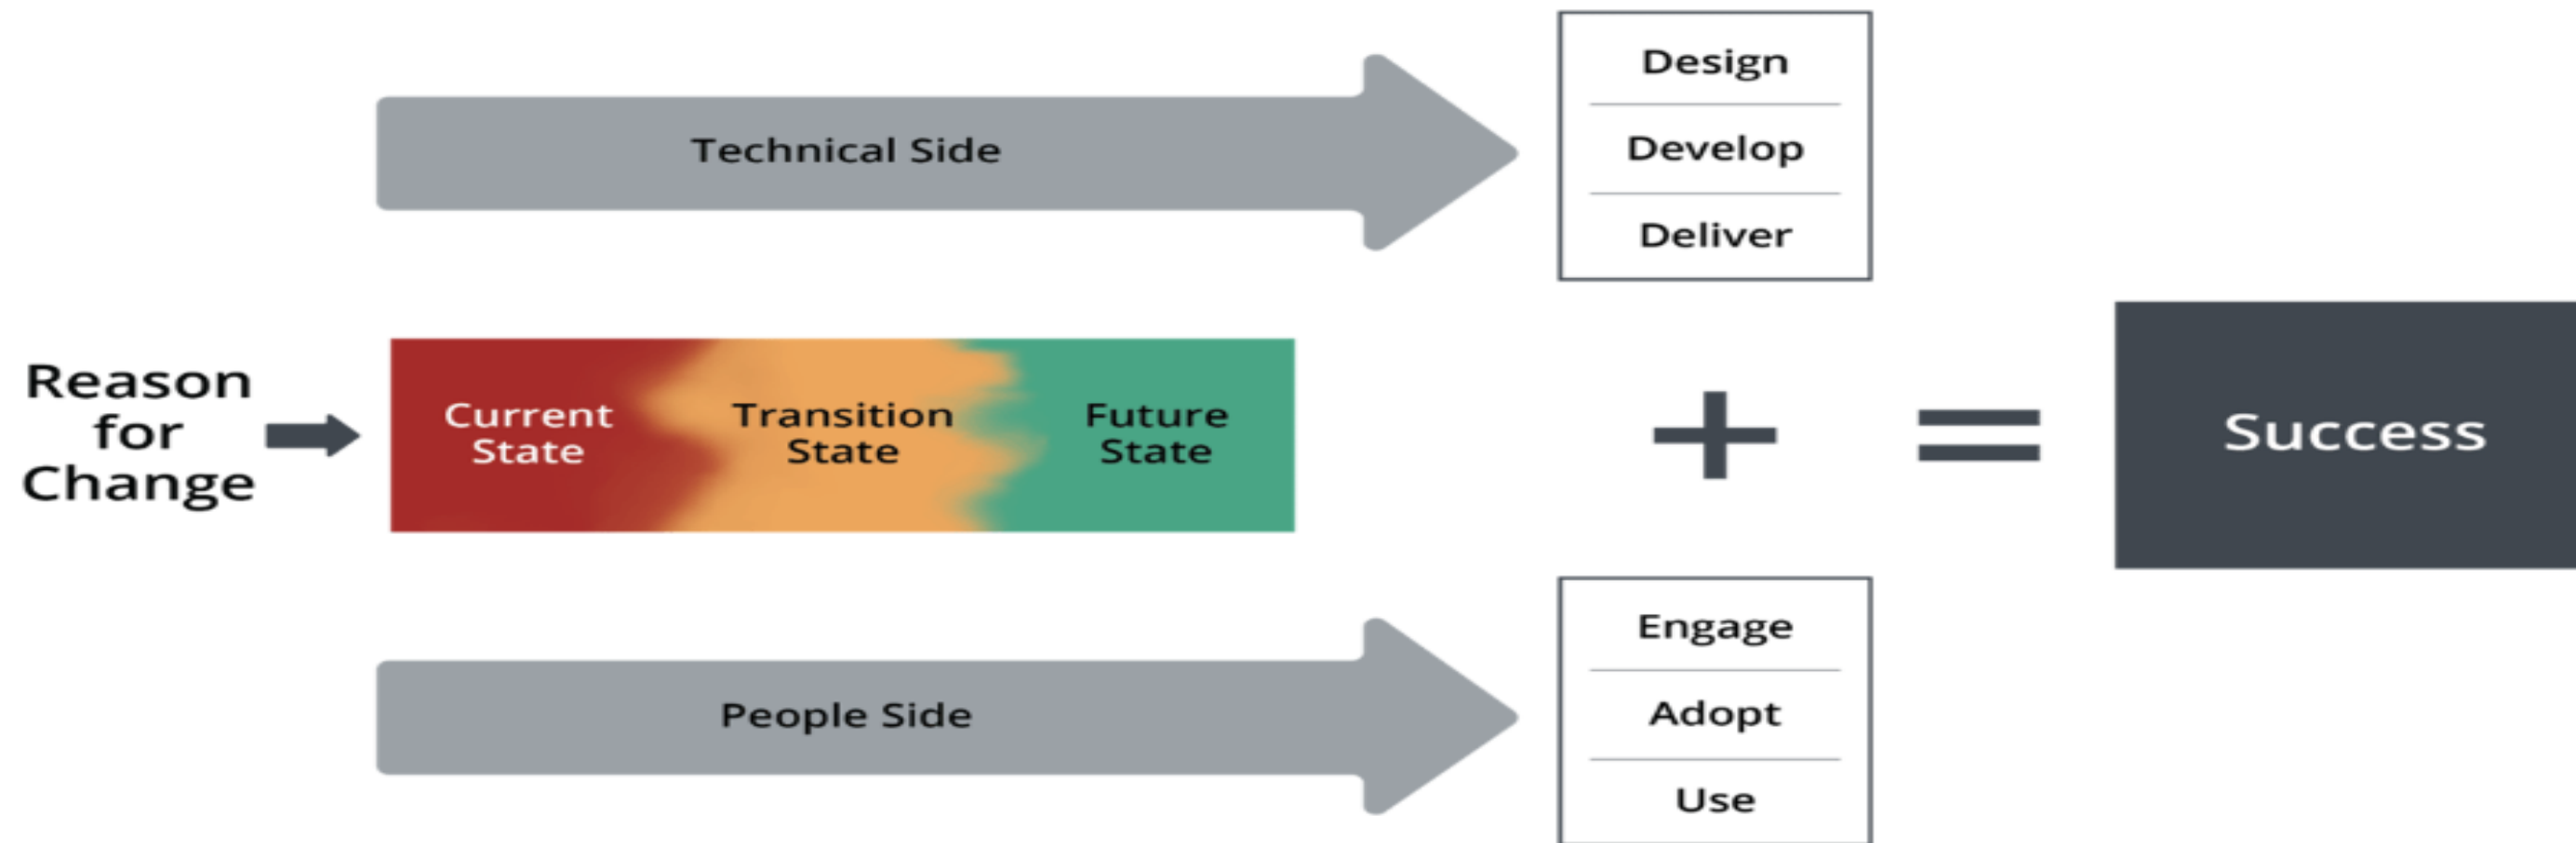 Technical Side
Design
Develop
Deliver
Reason
for
Change
Current
State
Transition
State
Future
State
+
=
Success
People Side
Engage
Adopt
Use